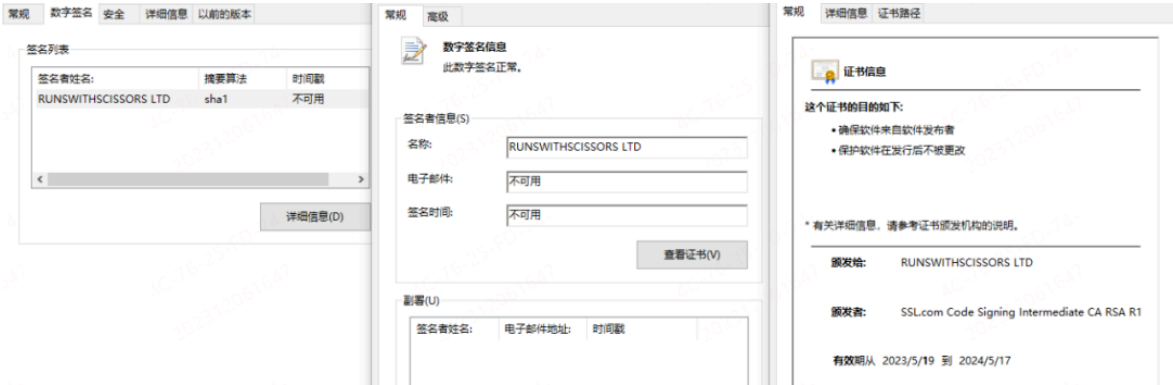 常规 数字签名 安全 详细信息 以前的版本
签名列表
签名者姓名: 摘要算法 时间戳
RUNSWITHSCISSORS LTD sha1 不可用
详细信息(D)
常规 高级
数字签名信息
此数字签名正常。
签名者信息(S)
名称: RUNSWITHSCISSORS LTD
电子邮件: 不可用
签名时间: 不可用
查看证书(V)
副署(U)
签名者姓名: 电子邮件地址: 时间戳
常规 详细信息 证书路径
证书信息
这个证书的目的如下:
• 确保软件来自软件发布者
• 保护软件在发行后不被更改
* 有关详细信息，请参考证书颁发机构的说明。
颁发给: RUNSWITHSCISSORS LTD
颁发者: SSL.com Code Signing Intermediate CA RSA R1
有效期从 2023/5/19 到 2024/5/17